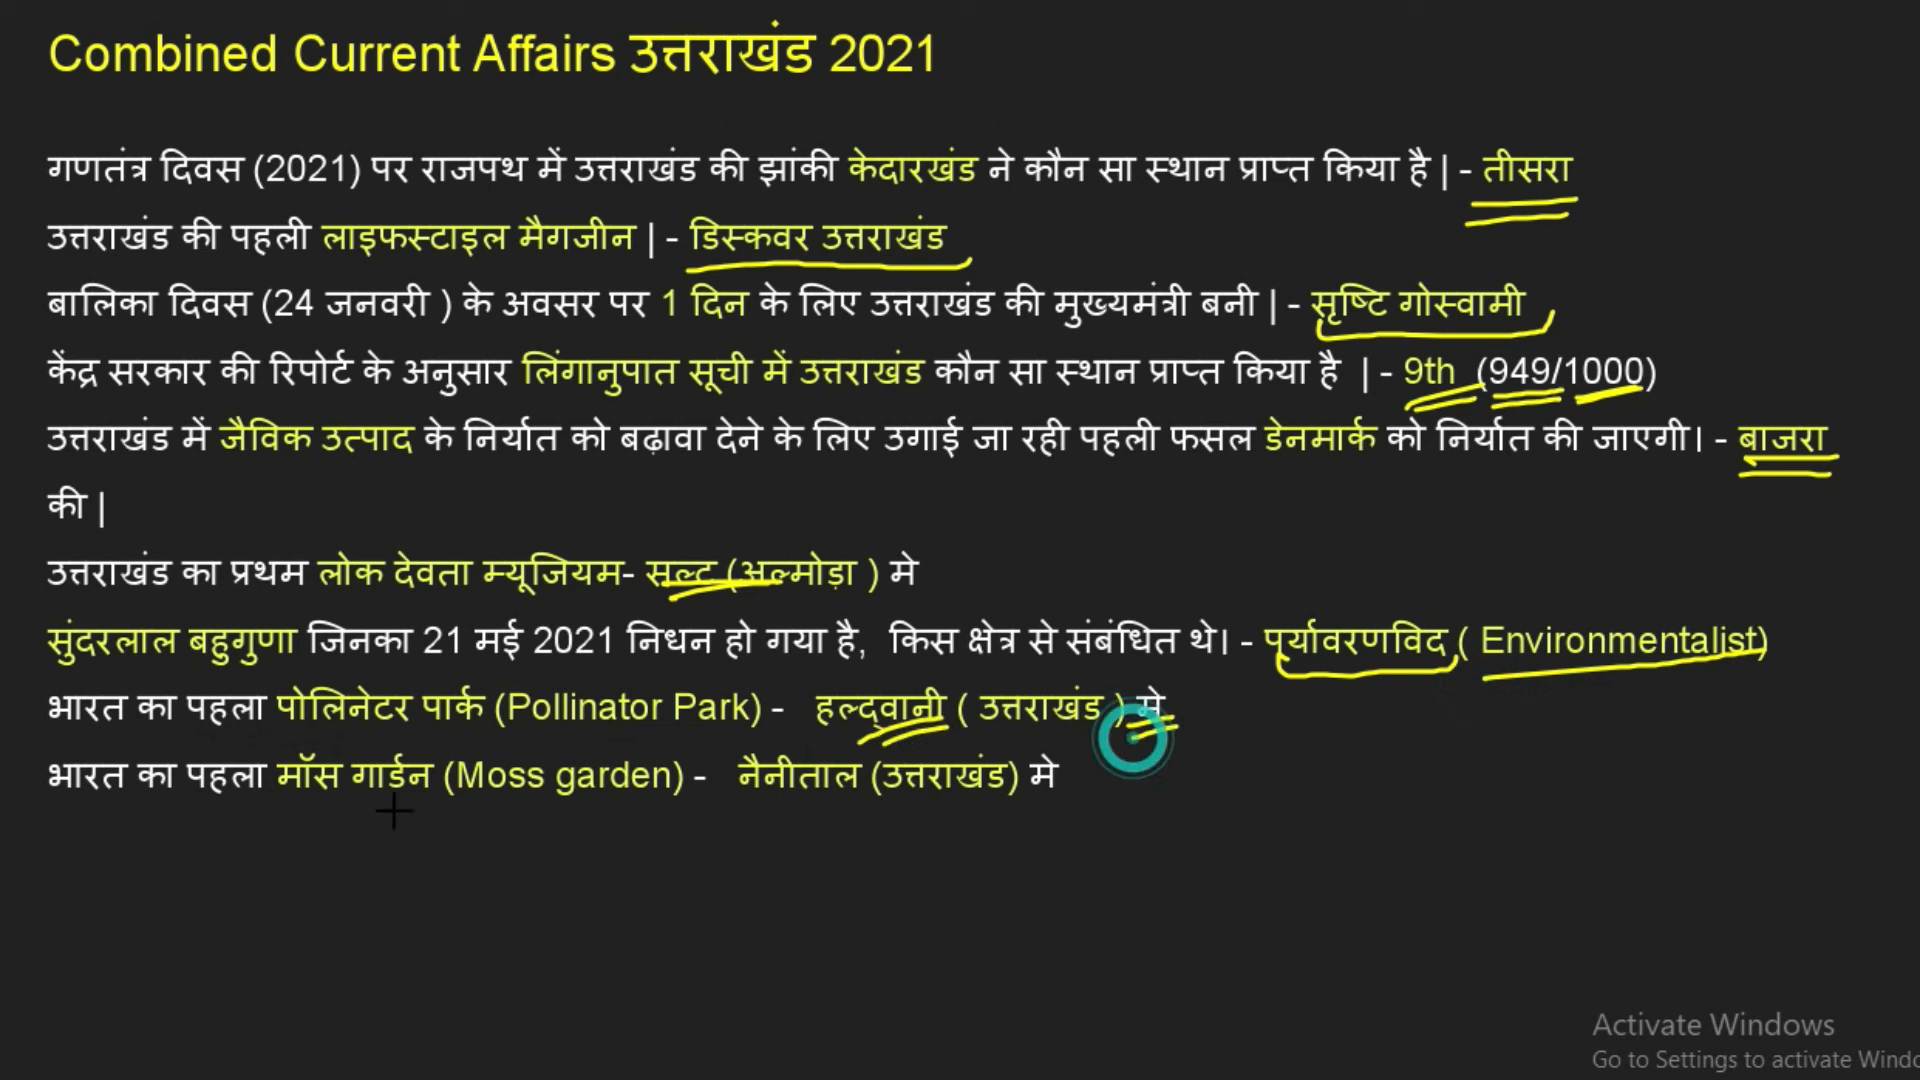 Combined Current Affairs उत्तराखंड 2021
गणतंत्र दिवस (2021) पर राजपथ में उत्तराखंड की झांकी केदारखंड ने कौन सा स्थान प्राप्त किया है | - तीसरा
उत्तराखंड की पहली लाइफस्टाइल मैगजीन | - डिस्कवर उत्तराखंड
बालिका दिवस (24 जनवरी ) के अवसर पर 1 दिन के लिए उत्तराखंड की मुख्यमंत्री बनी | - सृष्टि गोस्वामी
केंद्र सरकार की रिपोर्ट के अनुसार लिंगानुपात सूची में उत्तराखंड कौन सा स्थान प्राप्त किया है | - 9th (949/1000)
उत्तराखंड में जैविक उत्पाद के निर्यात को बढ़ावा देने के लिए उगाई जा रही पहली फसल डेनमार्क को निर्यात की जाएगी। - बाजरा
की |
उत्तराखंड का प्रथम लोक देवता म्यूजियम- सल्ट (अल्मोड़ा ) मे
सुंदरलाल बहुगुणा जिनका 21 मई 2021 निधन हो गया है, किस क्षेत्र से संबंधित थे। - पर्यावरणविद ( Environmentalist)
भारत का पहला पोलिनेटर पार्क (Pollinator Park) - हल्द्वानी ( उत्तराखंड ) मे
भारत का पहला मॉस गार्डन (Moss garden) - नैनीताल (उत्तराखंड) मे
Activate Windows
Go to Settings to activate Windo